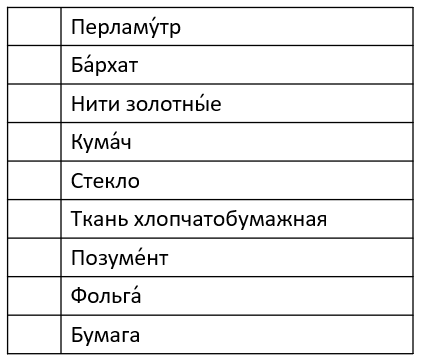 Перламу́тр
Ба́рхат
Нити золотны́е
Кума́ч
Стекло
Ткань хлопчатобумажная
Позуме́нт
Фольга́
Бумага